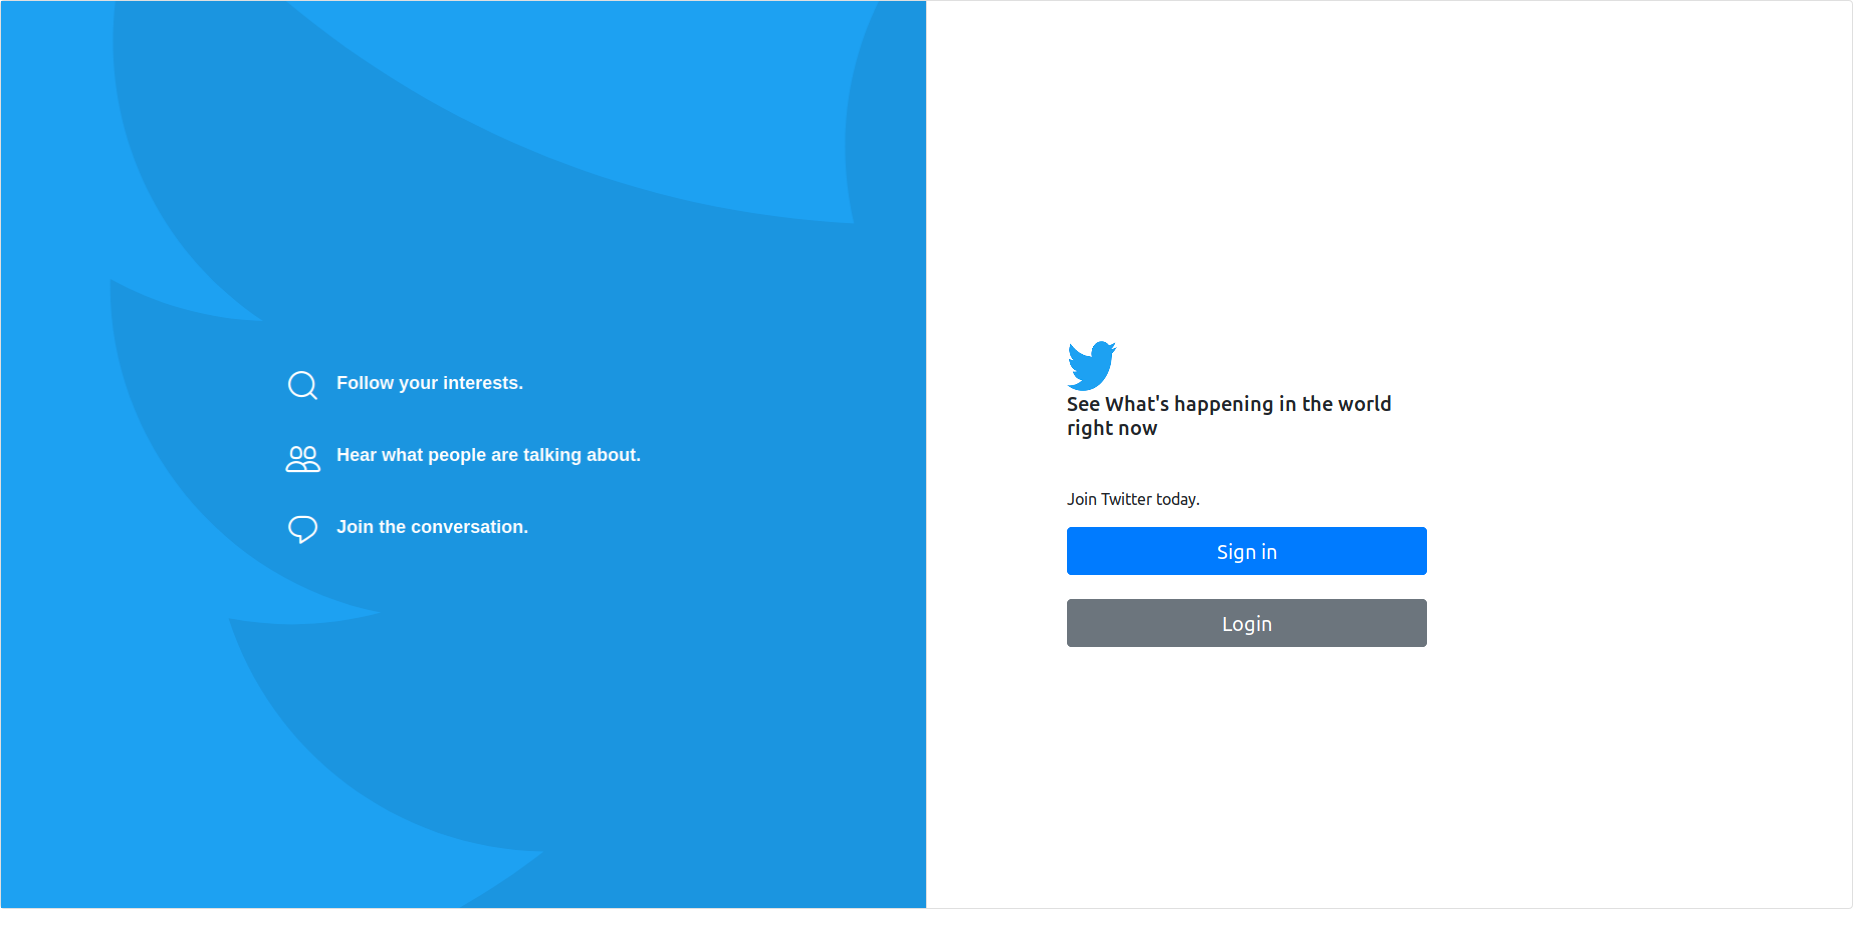 Follow your interests.
Hear what people are talking about.
Join the conversation.
See What's happening in the world
right now
Join Twitter today.
Sign in
Login